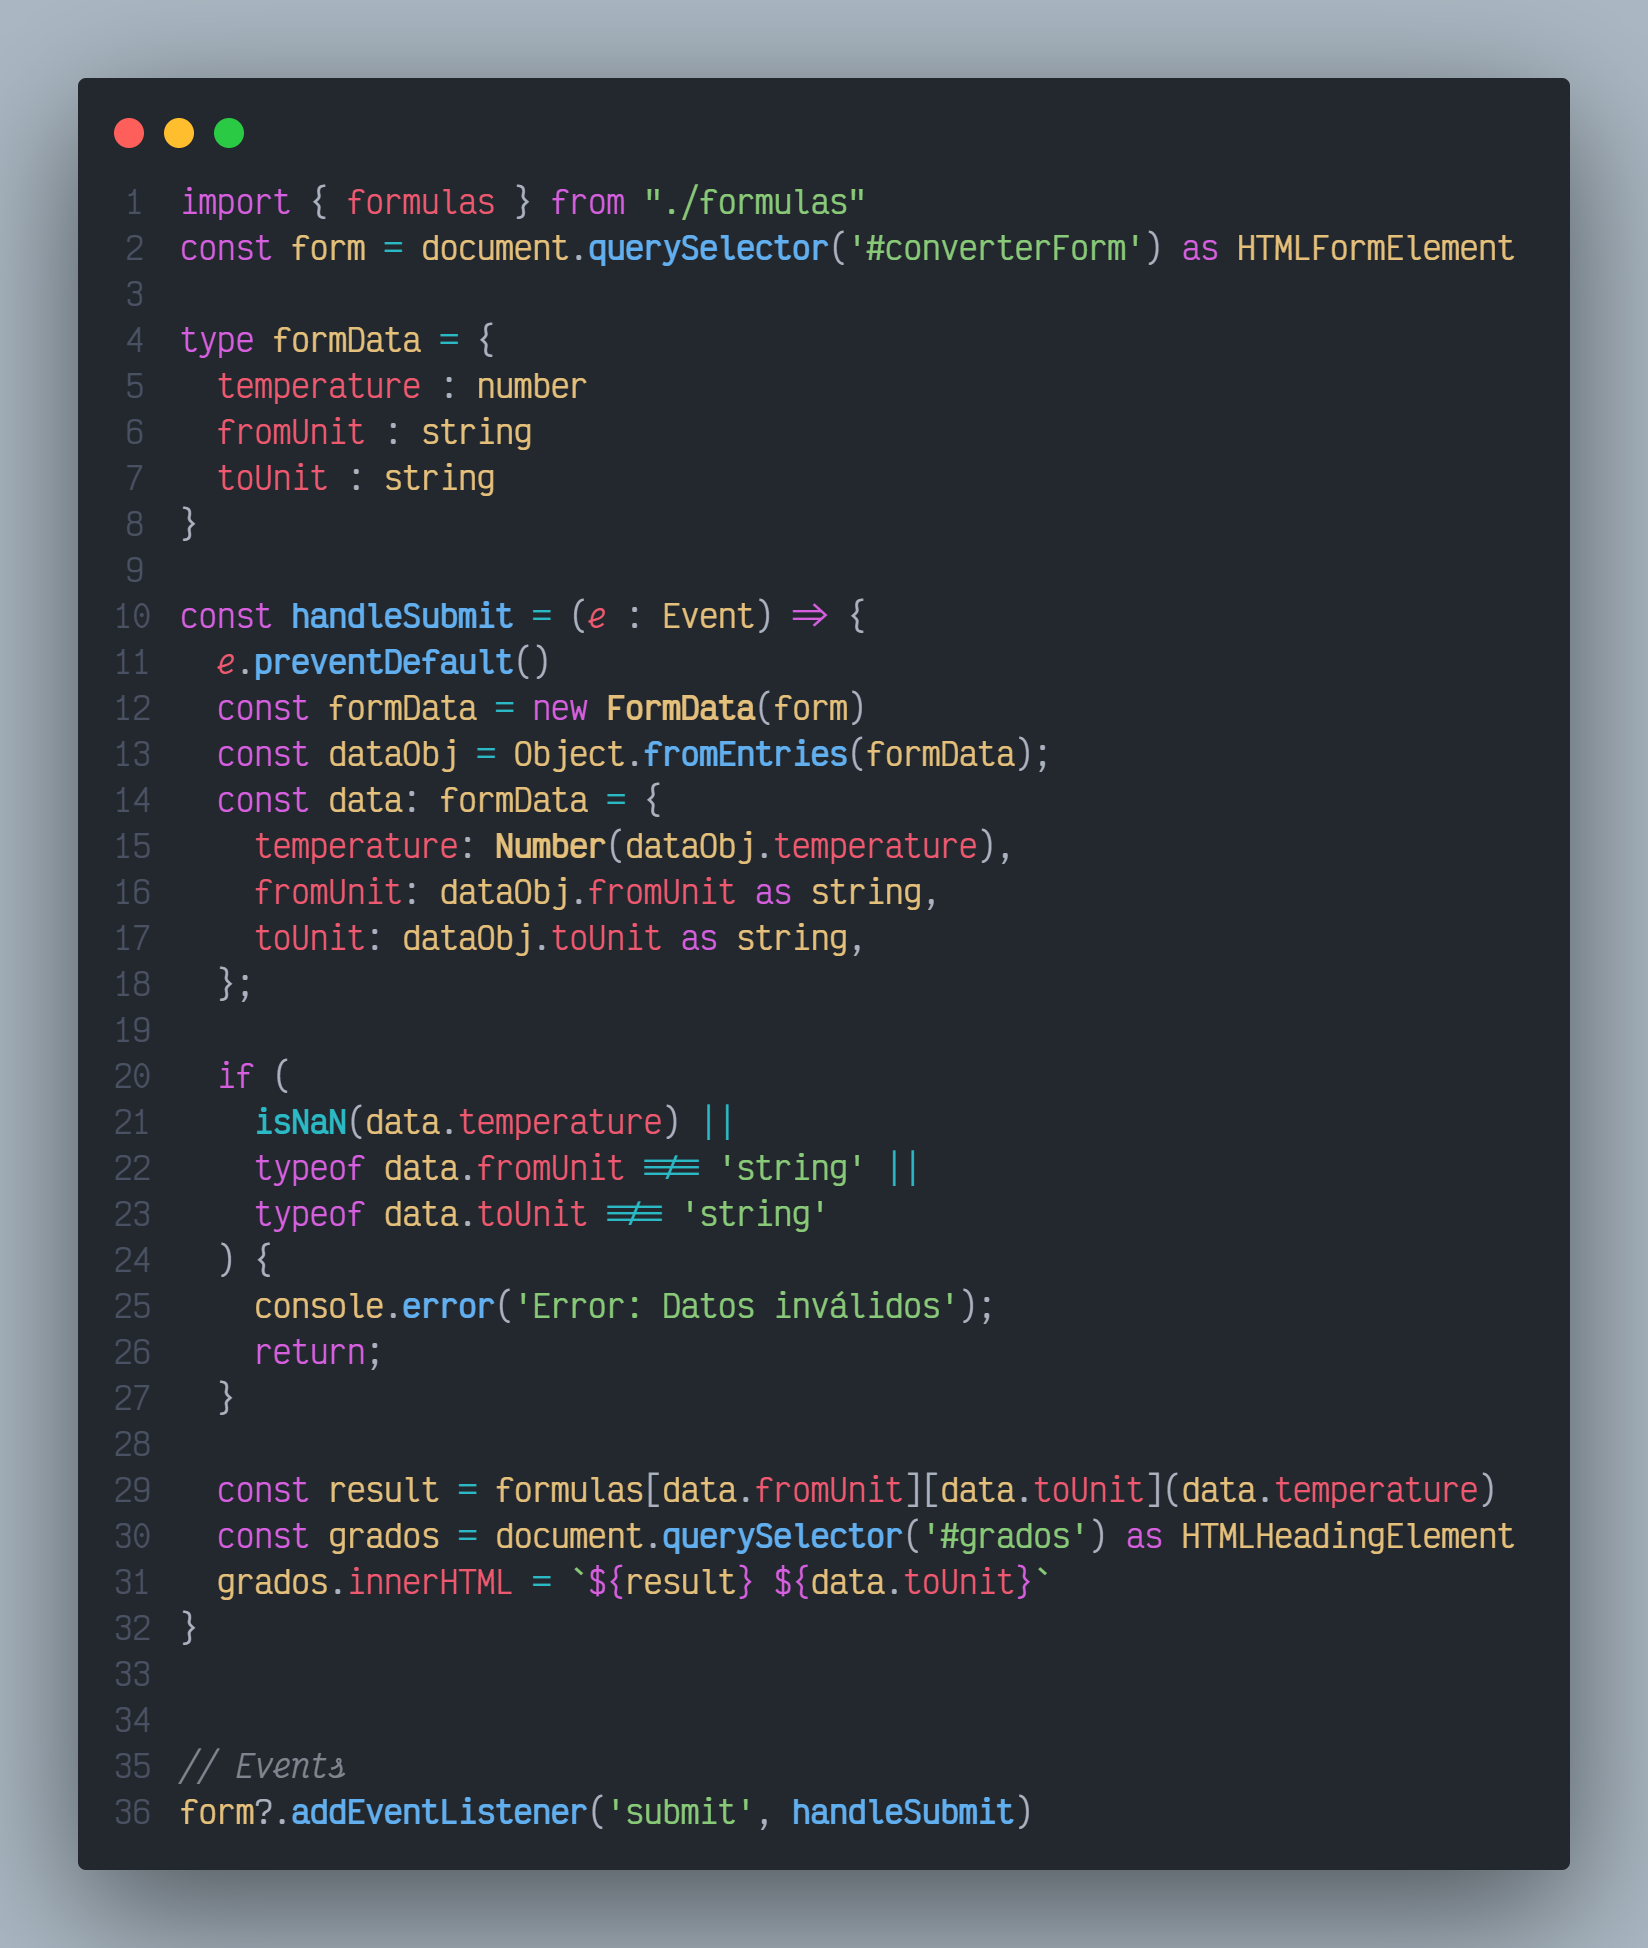 1 import { formulas } from "./formulas"
2 const form = document.querySelector('#converterForm') as HTMLFormElement
3
4 type formData = {
5   temperature : number
6   fromUnit : string
7   toUnit : string
8 }
9
10 const handleSubmit = (e : Event) => {
11   e.preventDefault()
12   const formData = new FormData(form)
13   const dataObj = Object.fromEntries(formData);
14   const data: formData = {
15     temperature: Number(dataObj.temperature),
16     fromUnit: dataObj.fromUnit as string,
17     toUnit: dataObj.toUnit as string,
18   };
19
20   if (
21     isNaN(data.temperature) ||
22     typeof data.fromUnit !== 'string' ||
23     typeof data.toUnit !== 'string'
24   ) {
25     console.error('Error: Datos inválidos');
26     return;
27   }
28
29   const result = formulas[data.fromUnit][data.toUnit](data.temperature)
30   const grados = document.querySelector('#grados') as HTMLHeadingElement
31   grados.innerHTML = `${result} ${data.toUnit}`
32 }
33
34
35 // Events
36 form?.addEventListener('submit', handleSubmit)